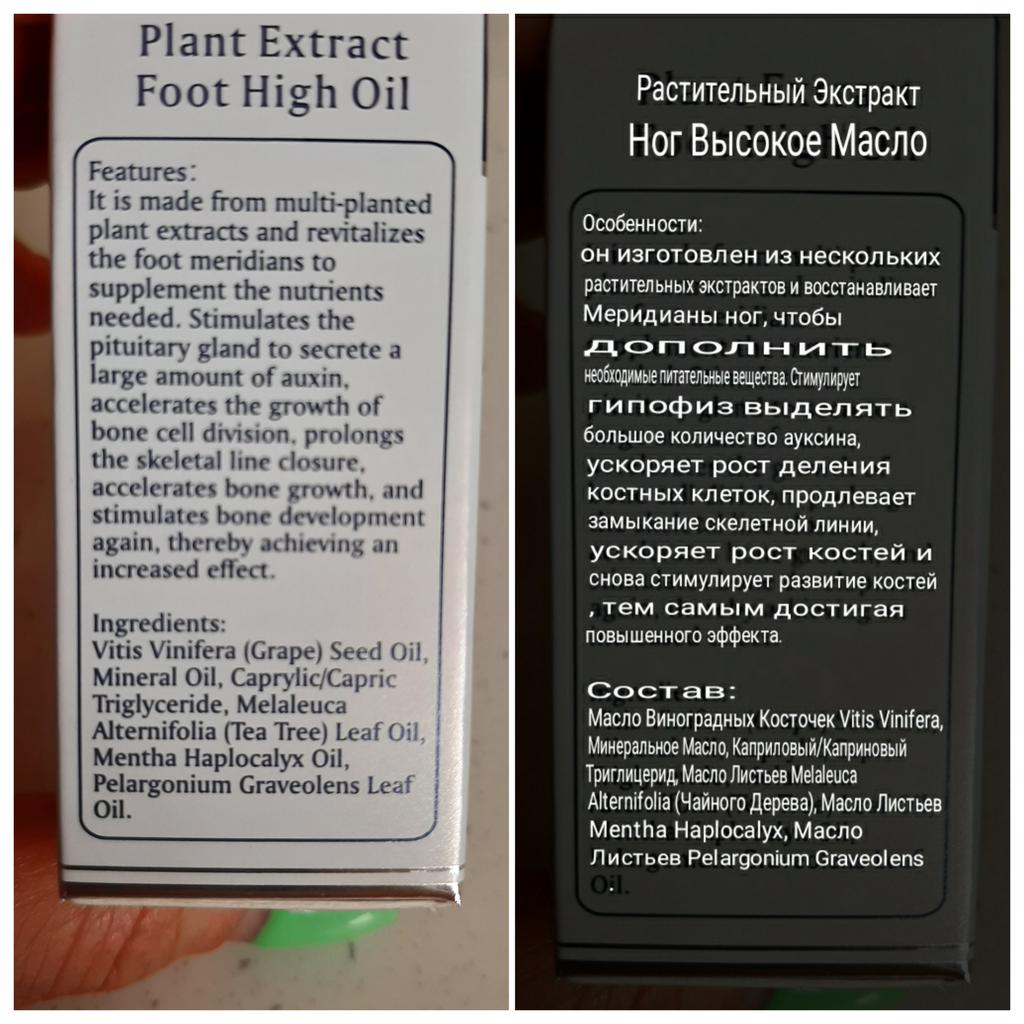 Plant Extract
Foot High Oil
Features:
It is made from multi-planted
plant extracts and revitalizes
the foot meridians to
supplement the nutrients
needed. Stimulates the
pituitary gland to secrete a
large amount of auxin,
accelerates the growth of
bone cell division, prolongs
the skeletal line closure,
accelerates bone growth, and
stimulates bone development
again, thereby achieving an
increased effect.
Ingredients:
Vitis Vinifera (Grape) Seed Oil,
Mineral Oil, Caprylic/Capric
Triglyceride, Melaleuca
Alternifolia (Tea Tree) Leaf Oil,
Mentha Haplocalyx Oil,
Pelargonium Graveolens Leaf
Oil.
Растительный Экстракт
Ног Высокое Масло
Особенности:
он изготовлен из нескольких
растительных экстрактов и восстанавливает
Меридианы ног, чтобы
дополнить
необходимые питательные вещества. Стимулирует
гипофиз выделять
большое количество ауксина,
ускоряет рост деления
костных клеток, продлевает
замыкание скелетной линии,
ускоряет рост костей и
снова стимулирует развитие костей
, тем самым достигая
повышенного эффекта.
Состав:
Масло Виноградных Косточек Vitis Vinifera,
Минеральное Масло, Каприловый/Каприновый
Триглицерид, Масло Листьев Melaleuca
Alternifolia (Чайного Дерева), Масло Листьев
Mentha Haplocalyx, Масло
Листьев Pelargonium Graveolens
Oil.